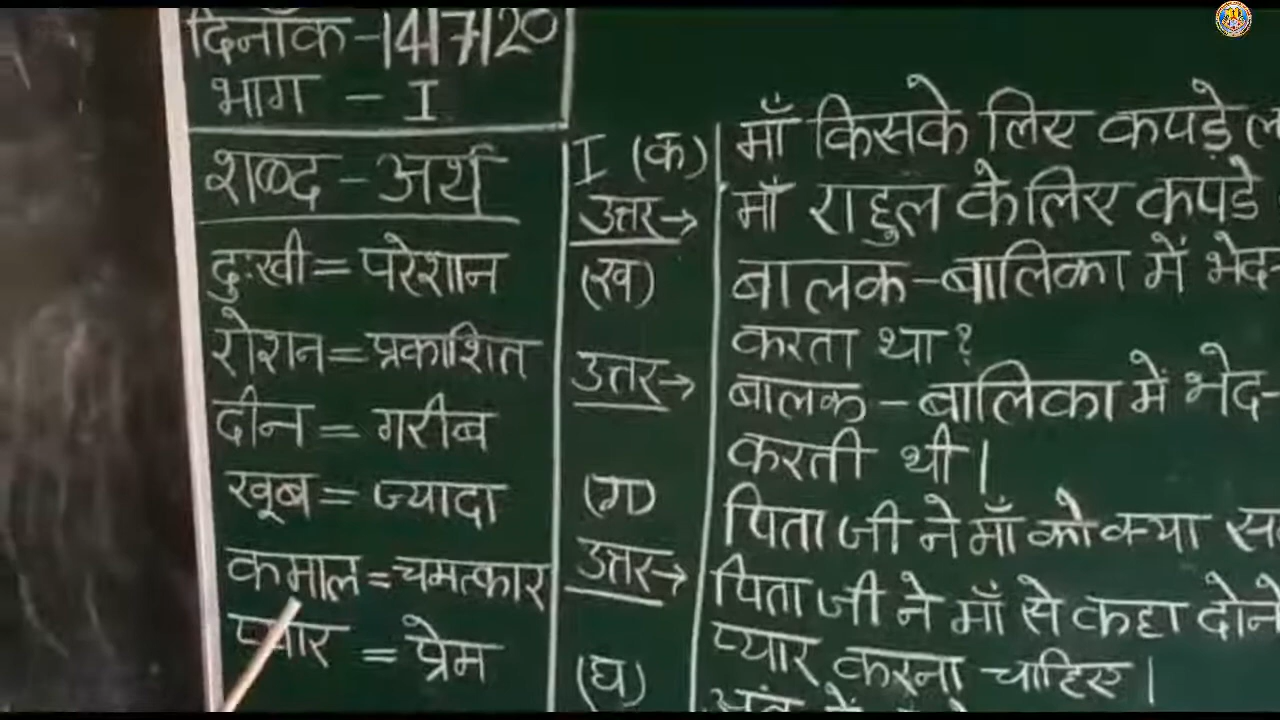 दिनाँक-14/7/20
भाग - I
शब्द - अर्थ
दुःखी = परेशान
रोशन = प्रकाशित
दीन = गरीब
खूब = ज्यादा
कमाल = चमत्कार
प्यार = प्रेम
I (क) माँ किसके लिए कपड़े
उत्तर→ माँ राहुल के लिए कपड़े
(ख) बालक-बालिका में भेद-
करता था?
उत्तर→ बालक-बालिका में भेद-
करती थी।
(ग) पिता जी ने माँ को क्या
उत्तर→ पिता जी ने माँ से कहा
प्यार करना चाहिए।
(घ)